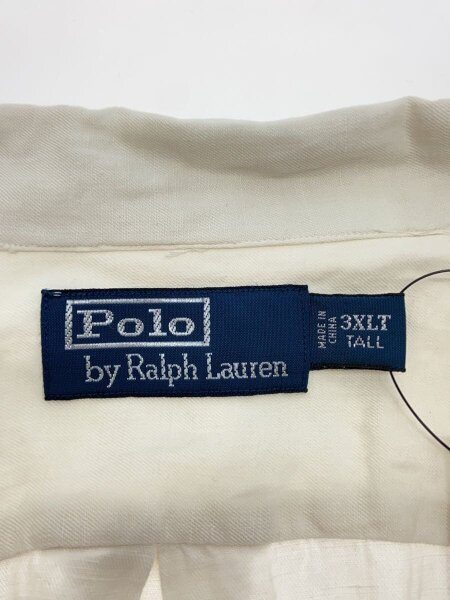 Polo
by Ralph Lauren
MADE IN
CHINA
3XLT
TALL